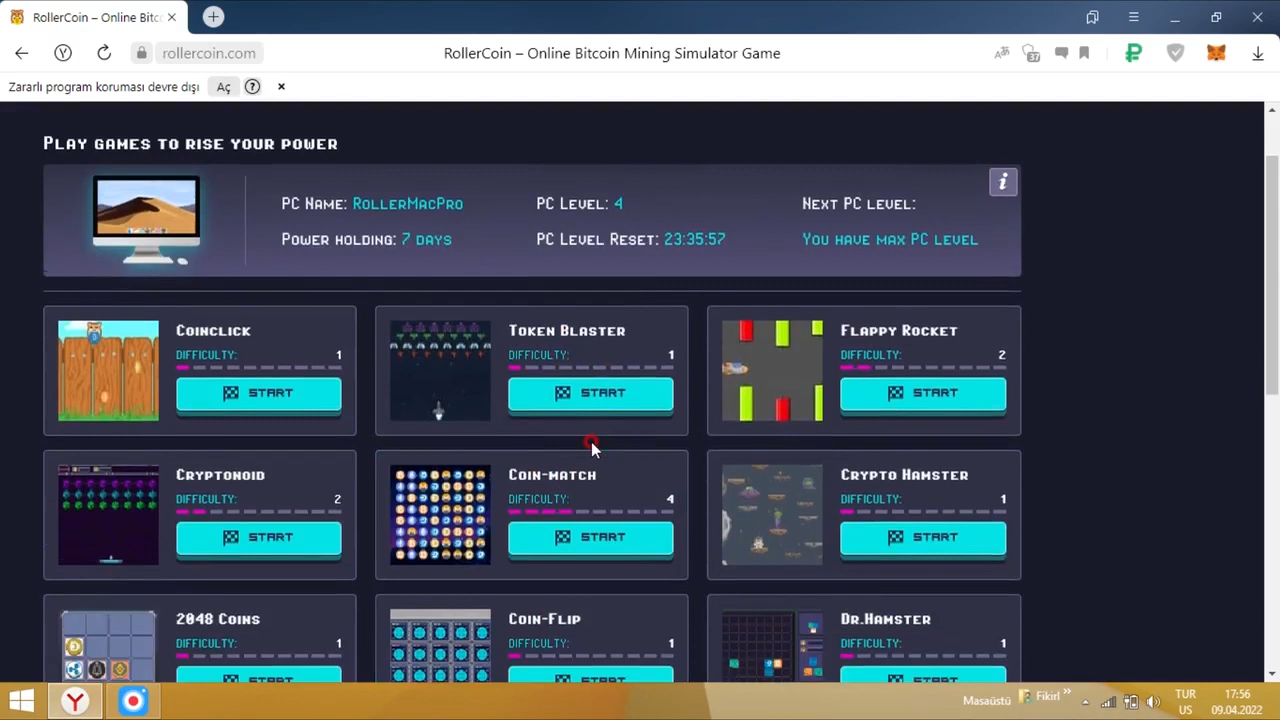 RollerCoin – Online Bitc
rollercoin.com
RollerCoin – Online Bitcoin Mining Simulator Game
37
Zararlı program koruması devre dışı
Aç
Play games to rise your power
PC Name: RollerMacPro
PC Level: 4
Next PC level:
Power holding: 7 days
PC Level Reset: 23:35:57
You have max PC level
Coinclick
Difficulty: 1
START
Token Blaster
Difficulty: 1
START
Flappy Rocket
Difficulty: 2
START
Cryptonoid
Difficulty: 2
START
Coin-match
Difficulty: 4
START
Crypto Hamster
Difficulty: 1
START
2048 Coins
Difficulty: 1
START
Coin-Flip
Difficulty: 1
START
Dr.Hamster
Difficulty: 1
START
Masaüstü
Fikirl
TUR
US
17:56
09.04.2022